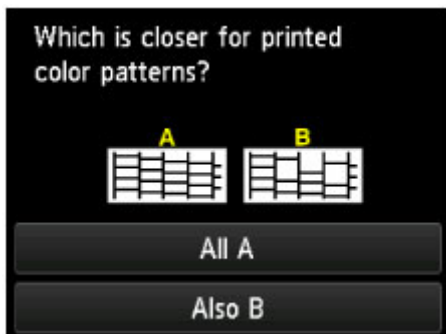 Which is closer for printed
color patterns?
A B
All A
Also B